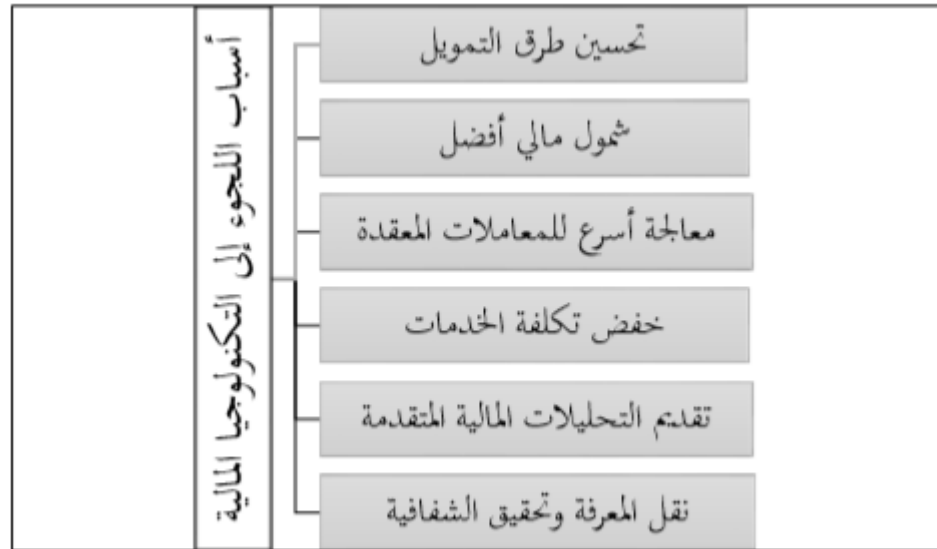 أسباب اللجوء إلى التكنولوجيا المالية
تحسين طرق التمويل
شمول مالي أفضل
معالجة أسرع للمعاملات المعقدة
خفض تكلفة الخدمات
تقديم التحليلات المالية المتقدمة
نقل المعرفة وتحقيق الشفافية